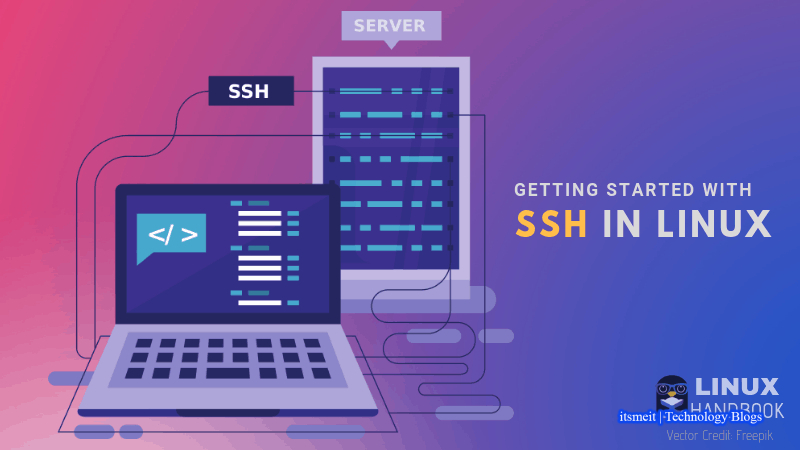 SERVER
SSH
</>
GETTING STARTED WITH
SSH IN LINUX
LINUX
HANDBOOK
itsmeit | Technology Blogs
Vector Credit: Freepik